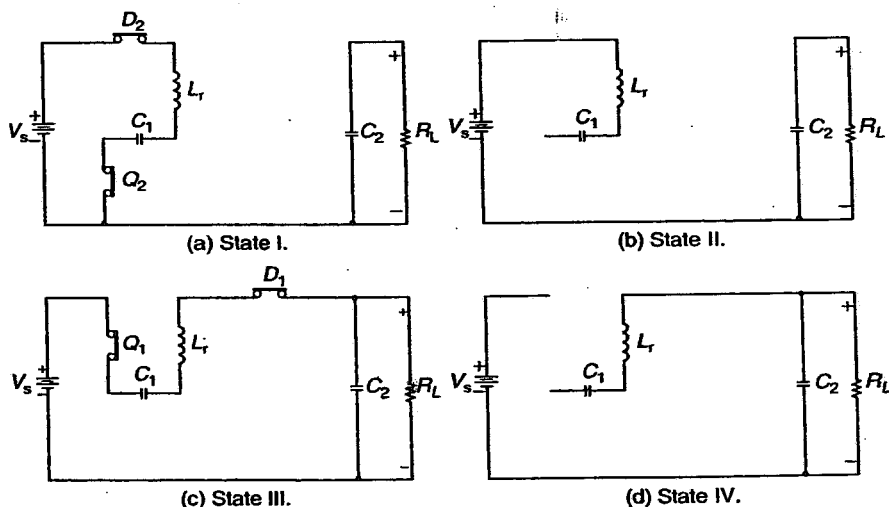 D2
Lr
C1
Vs
+
−
Q2
C2
RL
+
−
(a) State I.
Lr
C1
Vs
+
−
C2
RL
+
−
(b) State II.
D1
Q1
Lr
C1
Vs
+
−
C2
RL
+
−
(c) State III.
Lr
C1
Vs
+
−
C2
RL
+
−
(d) State IV.